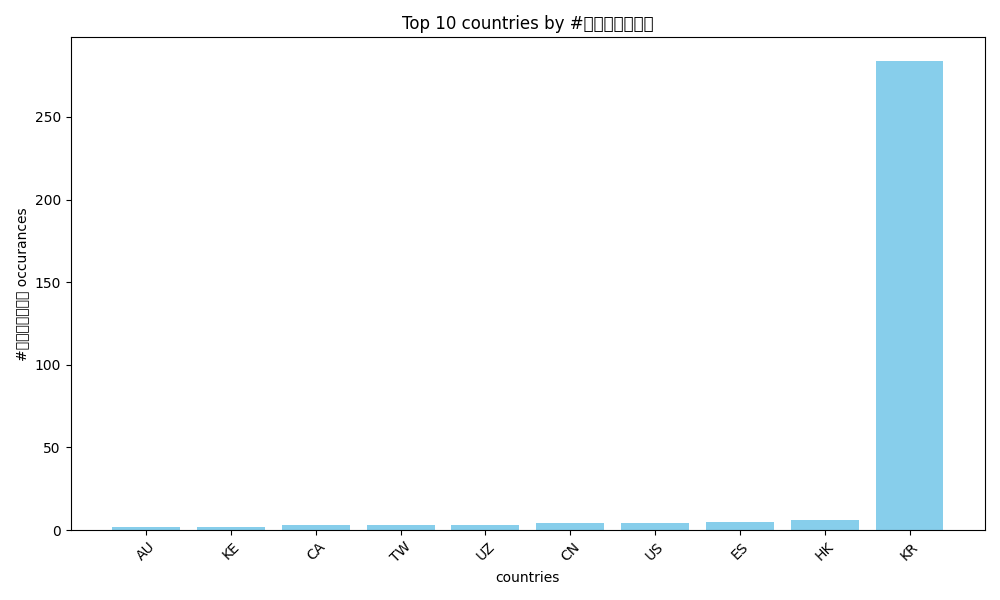 Top 10 countries by #
# occurances
250
200
150
100
50
0
AU
KE
CA
TW
UZ
CN
US
ES
HK
KR
countries